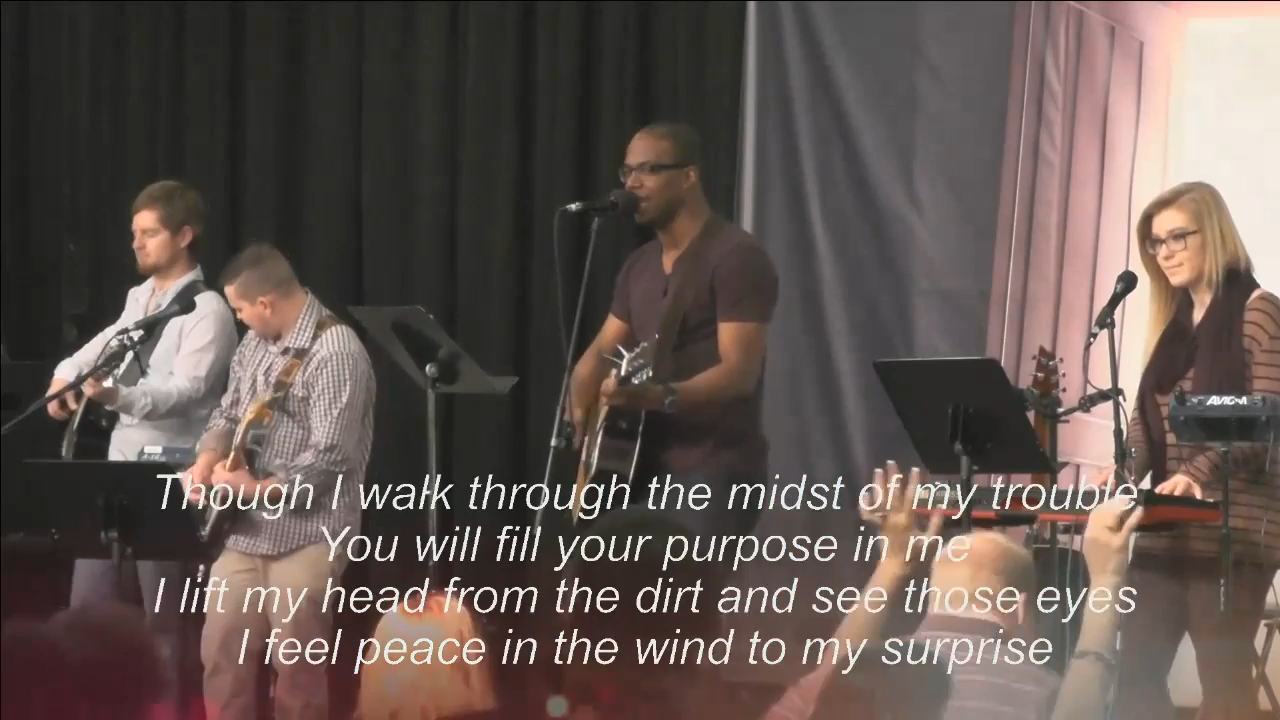 AVIOM
Though I walk through the midst of my trouble
You will fill your purpose in me
I lift my head from the dirt and see those eyes
I feel peace in the wind to my surprise